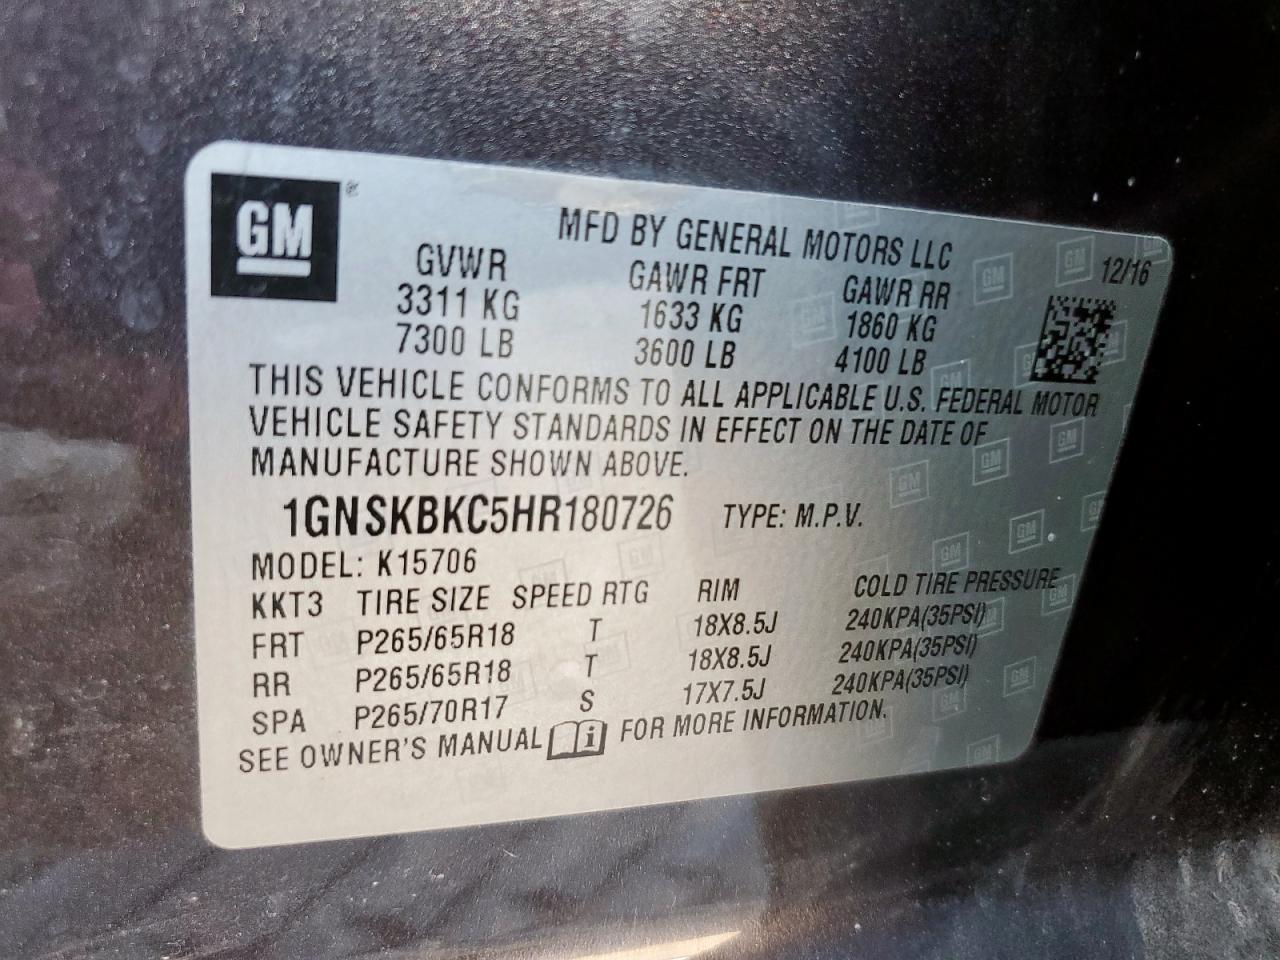 GM ®
MFD BY GENERAL MOTORS LLC
12/16
GVWR GAWR FRT GAWR RR
3311 KG 1633 KG 1860 KG
7300 LB 3600 LB 4100 LB
THIS VEHICLE CONFORMS TO ALL APPLICABLE U.S. FEDERAL MOTOR
VEHICLE SAFETY STANDARDS IN EFFECT ON THE DATE OF
MANUFACTURE SHOWN ABOVE.
1GNSKBKC5HR180726 TYPE: M.P.V.
MODEL: K15706
KKT3 TIRE SIZE SPEED RTG RIM COLD TIRE PRESSURE
FRT P265/65R18 T 18X8.5J 240KPA(35PSI)
RR P265/65R18 T 18X8.5J 240KPA(35PSI)
SPA P265/70R17 S 17X7.5J 240KPA(35PSI)
SEE OWNER'S MANUAL i FOR MORE INFORMATION.